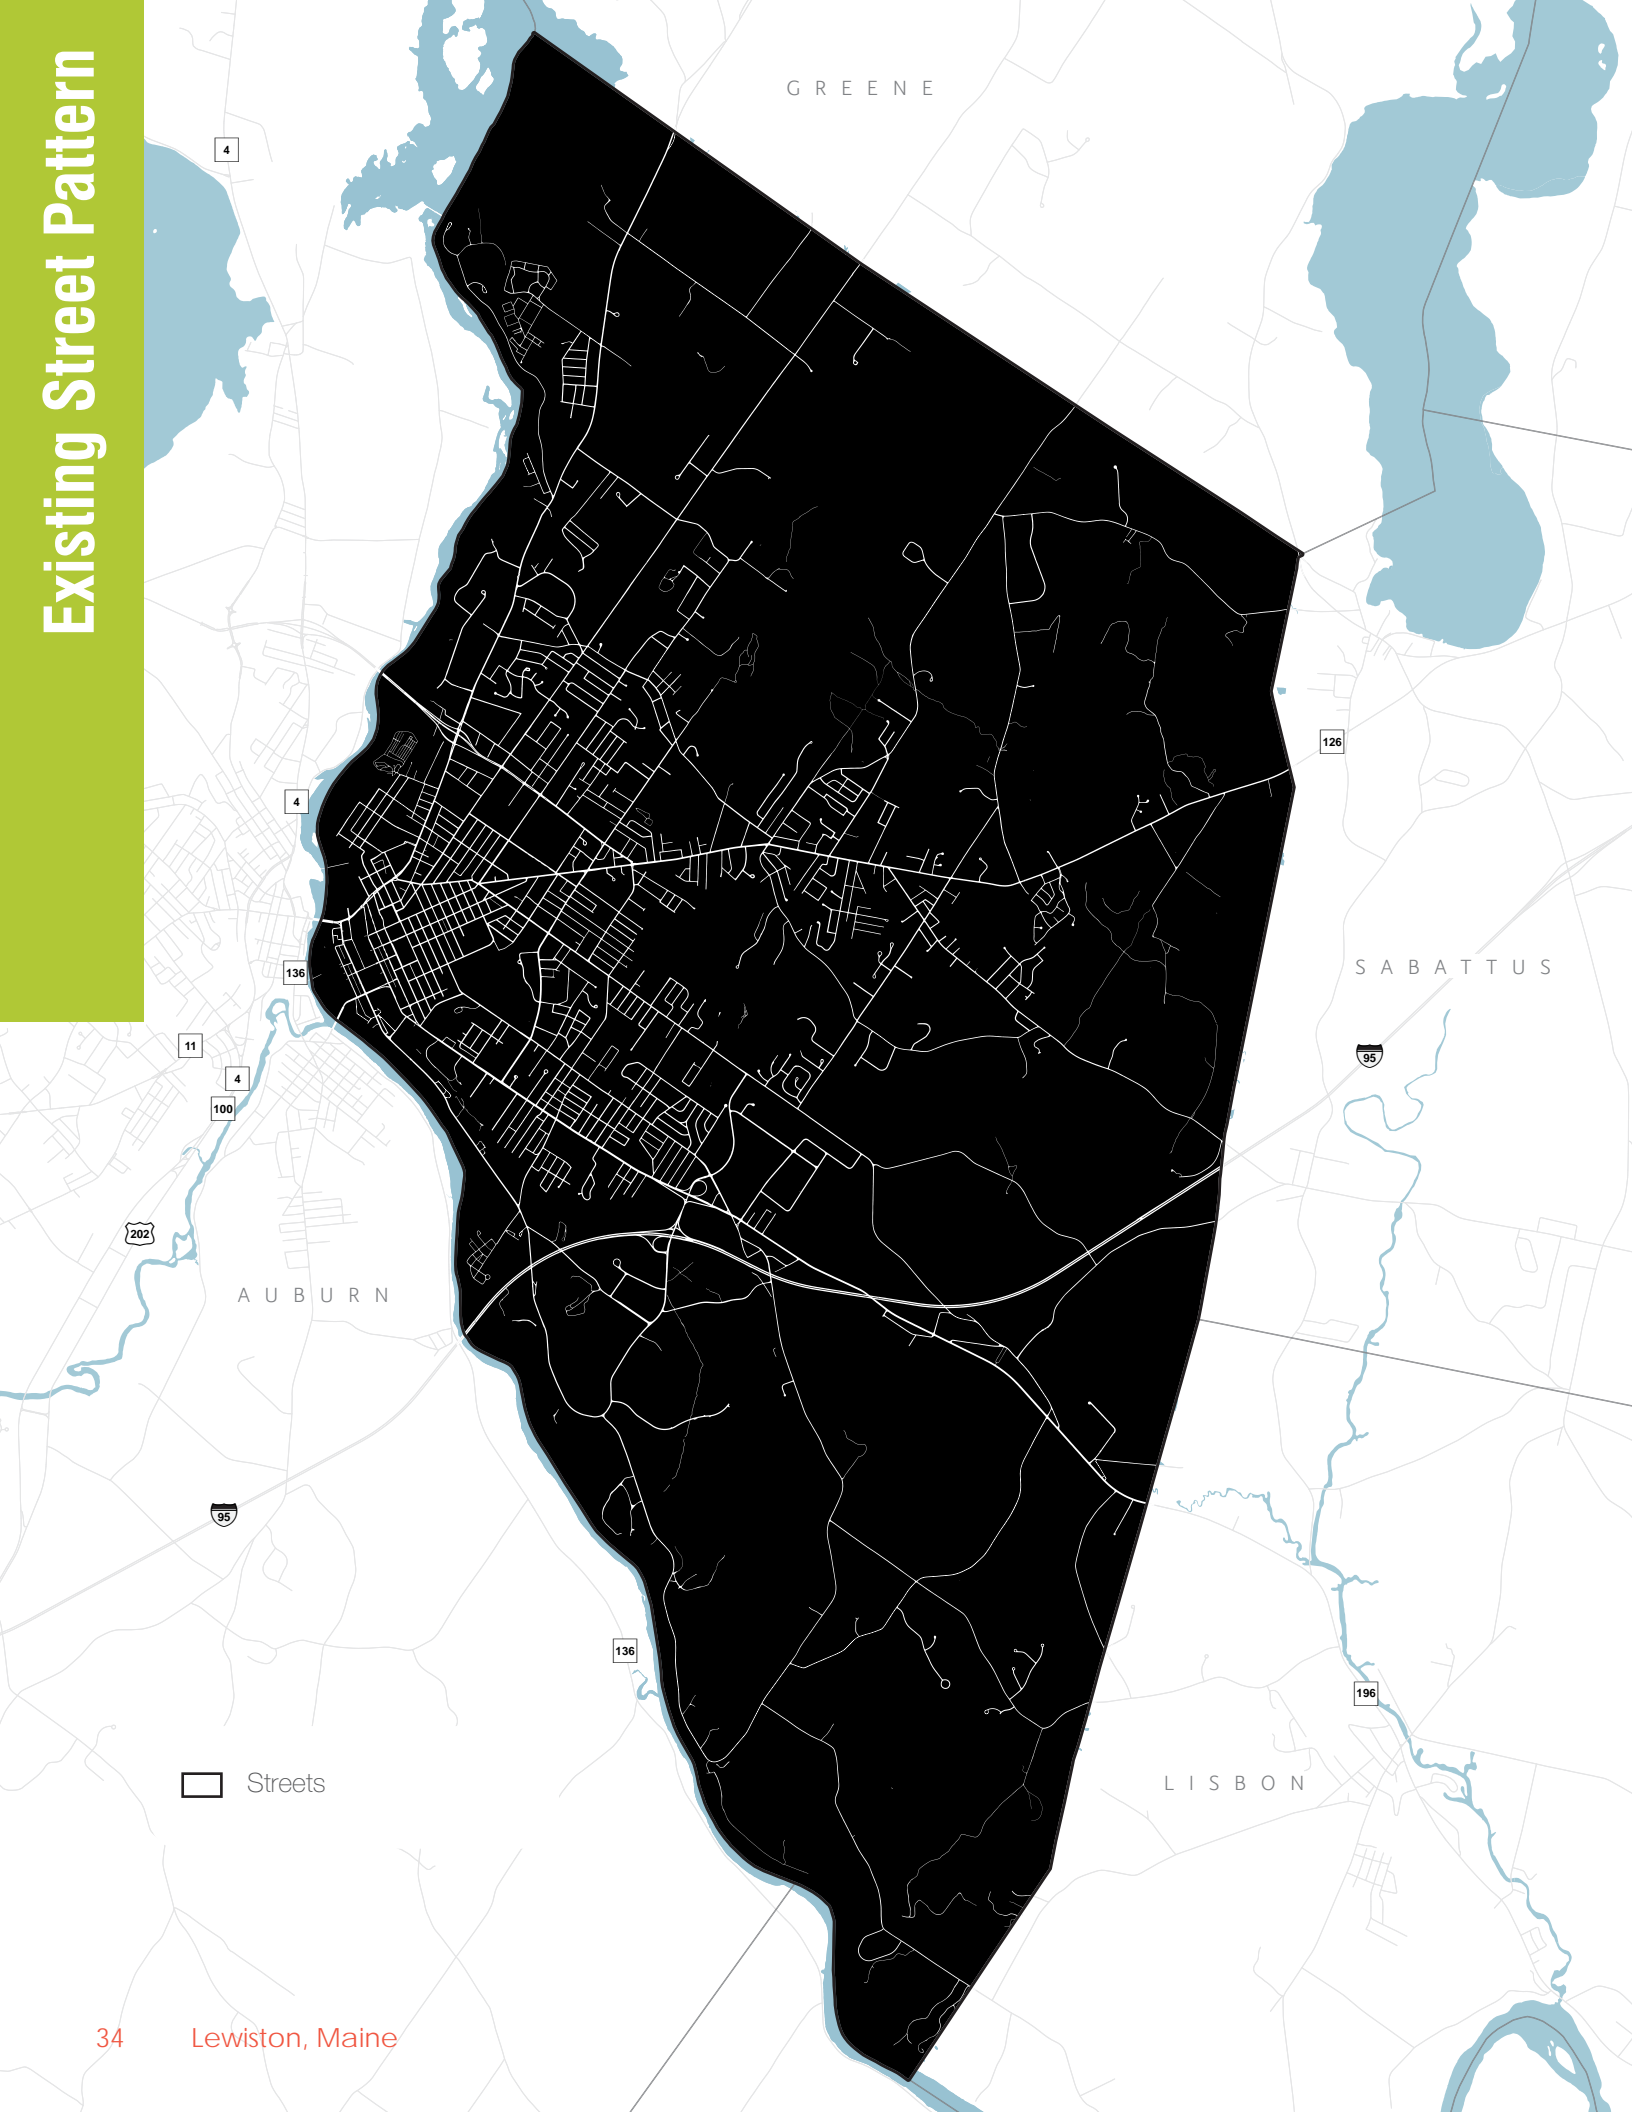 Existing Street Pattern
GREENE
4
126
4
SABATTUS
136
11
95
4
100
202
AUBURN
95
136
196
Streets
LISBON
34 Lewiston, Maine